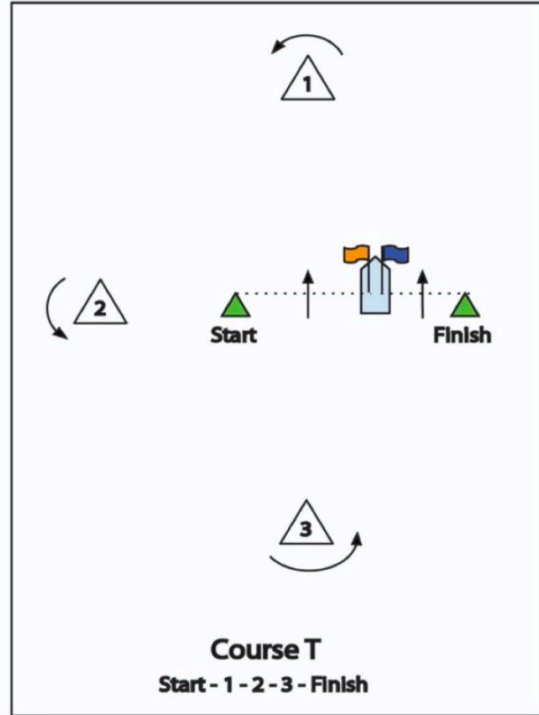 1
2
Start
Finish
3
Course T
Start - 1 - 2 - 3 - Finish